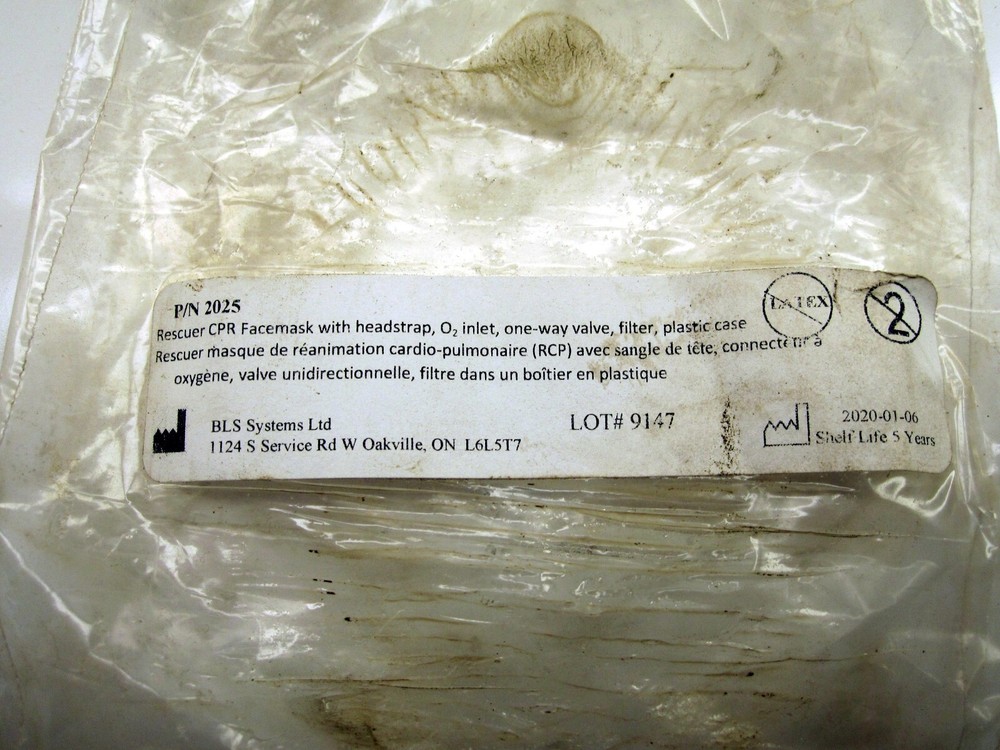 P/N 2025
Rescuer CPR Facemask with headstrap, O₂ inlet, one-way valve, filter, plastic case
Rescuer masque de réanimation cardio-pulmonaire (RCP) avec sangle de tête, connecteur à
oxygène, valve unidirectionnelle, filtre dans un boîtier en plastique
LATEX
2
BLS Systems Ltd
1124 S Service Rd W Oakville, ON L6L5T7
LOT# 9147
2020-01-06
Shelf Life 5 Years